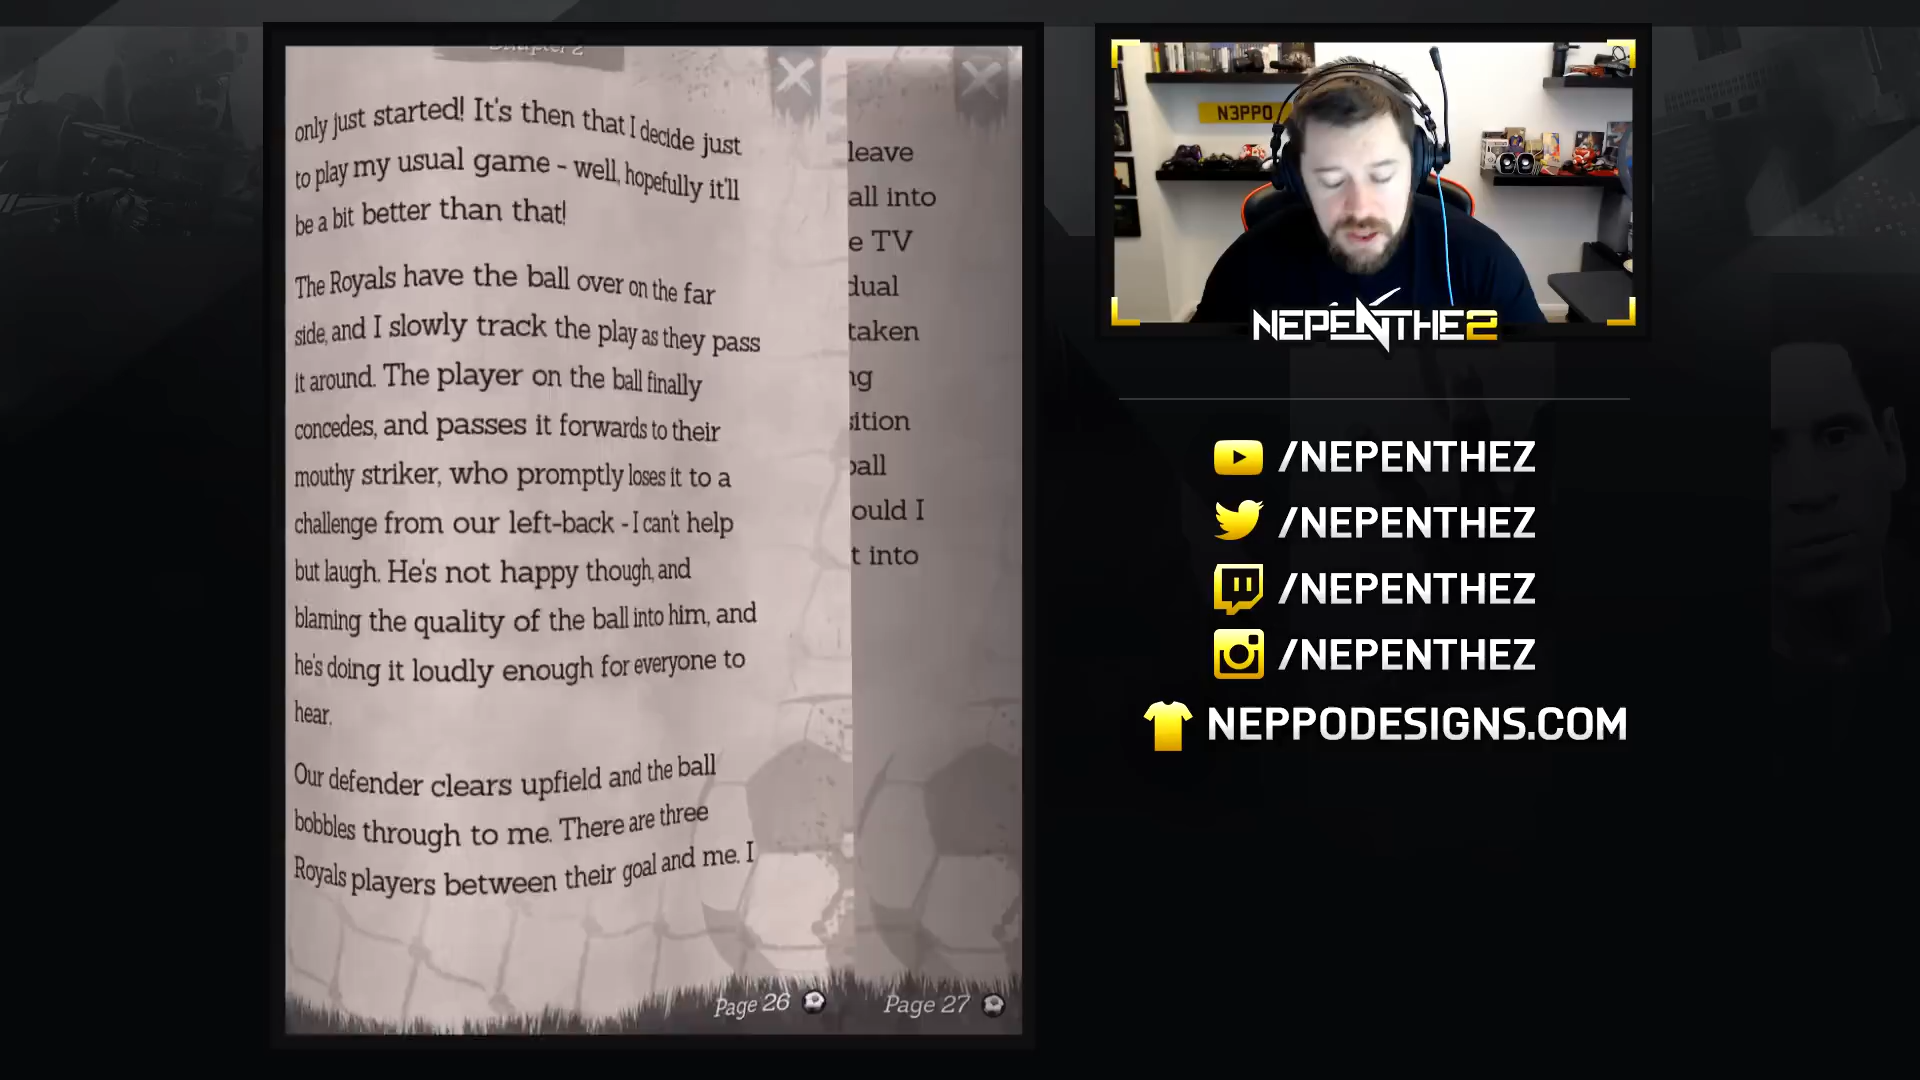 Chapter 2
only just started! It's then that I decide just
to play my usual game - well, hopefully it'll
be a bit better than that!
The Royals have the ball over on the far
side, and I slowly track the play as they pass
it around. The player on the ball finally
concedes, and passes it forwards to their
mouthy striker, who promptly loses it to a
challenge from our left-back - I can't help
but laugh. He's not happy though, and
blaming the quality of the ball into him, and
he's doing it loudly enough for everyone to
hear.
Our defender clears upfield and the ball
bobbles through to me. There are three
Royals players between their goal and me. I
Page 26
leave
all into
e TV
dual
taken
ng
sition
ball
ould I
t into
Page 27
N3PPO
NEPENTHEZ
/NEPENTHEZ
/NEPENTHEZ
/NEPENTHEZ
/NEPENTHEZ
NEPPODESIGNS.COM